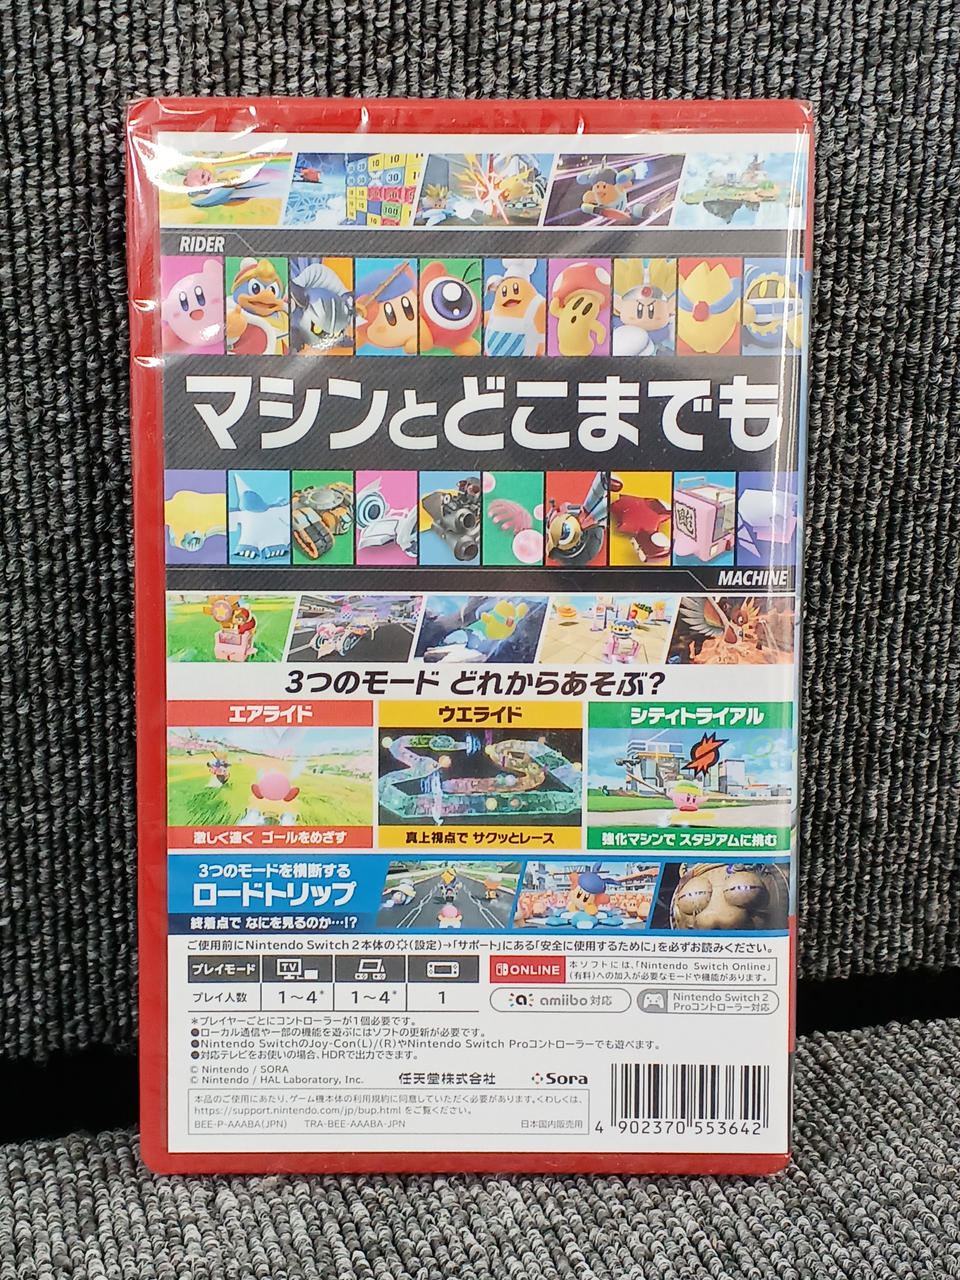 RIDER
マシンとどこまでも
MACHINE
3つのモード どれからあそぶ?
エアライド
ウエライド
シティトライアル
激しく速く ゴールをめざす
真上視点で サクッとレース
強化マシンで スタジアムに挑む
3つのモードを横断する
ロードトリップ
終着点で なにを見るのか…!?
ご使用前にNintendo Switch 2本体の(設定)→「サポート」にある「安全に使用するために」を必ずお読みください。
プレイモード
TV
ONLINE
本ソフトには、「Nintendo Switch Online」
(有料)への加入が必要なモードや機能があります。
プレイ人数
1〜4*
1〜4*
1
amiibo 対応
Nintendo Switch 2
Proコントローラー対応
*プレイヤーごとにコントローラーが1個必要です。
●ローカル通信や一部の機能を遊ぶにはソフトの更新が必要です。
●Nintendo SwitchのJoy-Con(L)/(R)やNintendo Switch Proコントローラーでも遊べます。
●対応テレビをお使いの場合、HDRで出力できます。
© Nintendo / SORA
© Nintendo / HAL Laboratory, Inc.
任天堂株式会社
Sora
本品のご使用にあたり、ゲーム機本体の利用規約に同意していただく必要があります。くわしくは、
https://support.nintendo.com/jp/bup.html をご覧ください。
BEE-P-AAABA(JPN)
TRA-BEE-AAABA-JPN
日本国内販売用
4 902370 553642